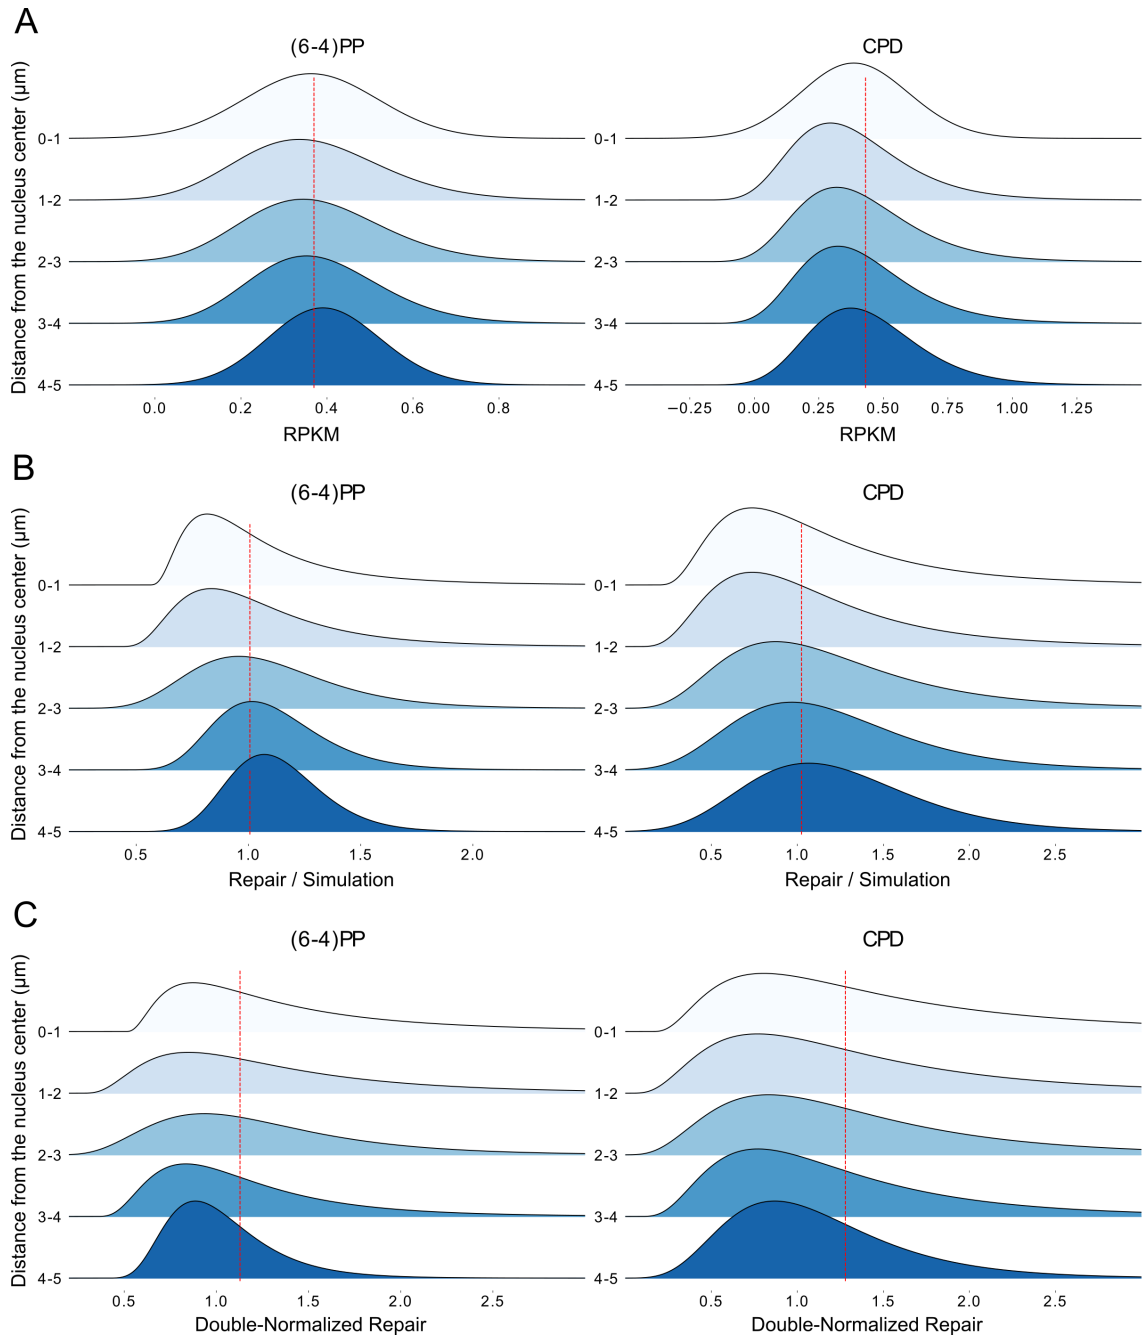 A
(6-4)PP
CPD
Distance from the nucleus center (μm)
0-1
1-2
2-3
3-4
4-5
0-1
1-2
2-3
3-4
4-5
0.0 0.2 0.4 0.6 0.8
−0.25 0.00 0.25 0.50 0.75 1.00 1.25
RPKM
RPKM
B
(6-4)PP
CPD
Distance from the nucleus center (μm)
0-1
1-2
2-3
3-4
4-5
0-1
1-2
2-3
3-4
4-5
0.5 1.0 1.5 2.0
0.5 1.0 1.5 2.0 2.5
Repair / Simulation
Repair / Simulation
C
(6-4)PP
CPD
Distance from the nucleus center (μm)
0-1
1-2
2-3
3-4
4-5
0-1
1-2
2-3
3-4
4-5
0.5 1.0 1.5 2.0 2.5
0.5 1.0 1.5 2.0 2.5
Double-Normalized Repair
Double-Normalized Repair